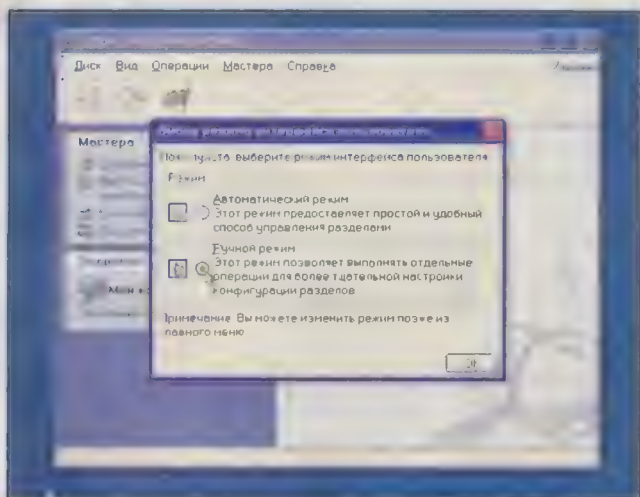 Диск Вид Операции Мастера Справка
Мастера
выберите режим интерфейса пользователя
Режим
Автоматический режим
Этот режим предоставляет простой и удобный
способ управления разделами
Ручной режим
Этот режим позволяет выполнять отдельные
операции для более тщательной настройки
конфигурации разделов
Примечание Вы можете изменить режим позже из
главного меню